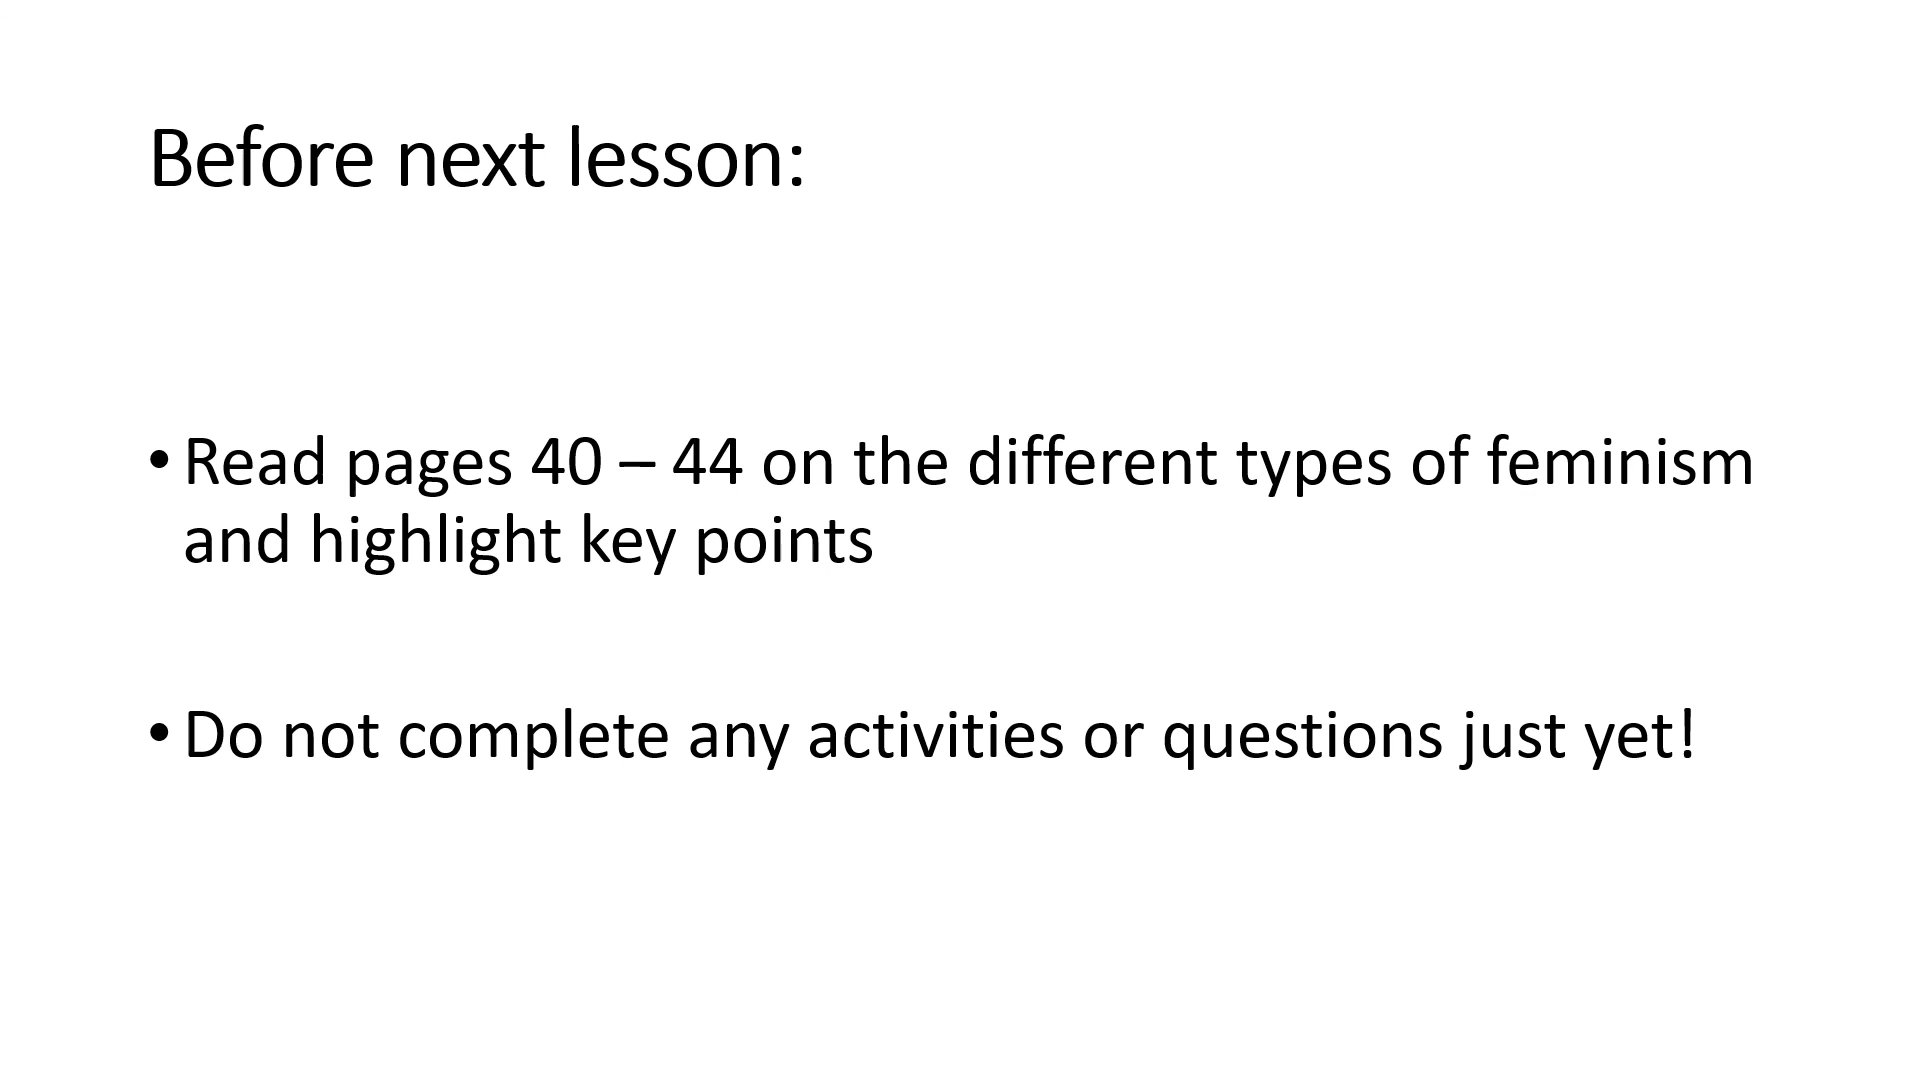 Before next lesson:
• Read pages 40 – 44 on the different types of feminism
and highlight key points
• Do not complete any activities or questions just yet!